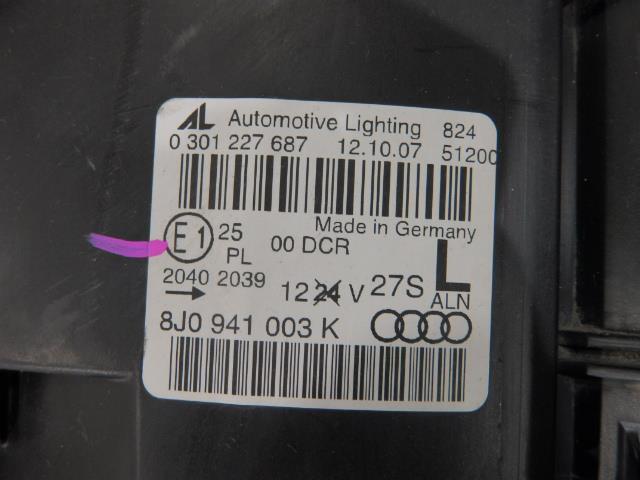 AL Automotive Lighting 824
0 301 227 687 12.10.07 51200
Made in Germany
E1 25 00 DCR L
PL
2040 2039 12 24 V 27S ALN
→
8J0 941 003 K